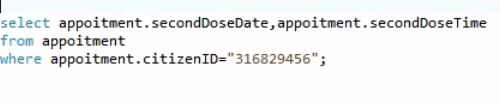 select appoitment.secondDoseDate,appoitment.secondDoseTime
from appoitment
where appoitment.citizenID="316829456";